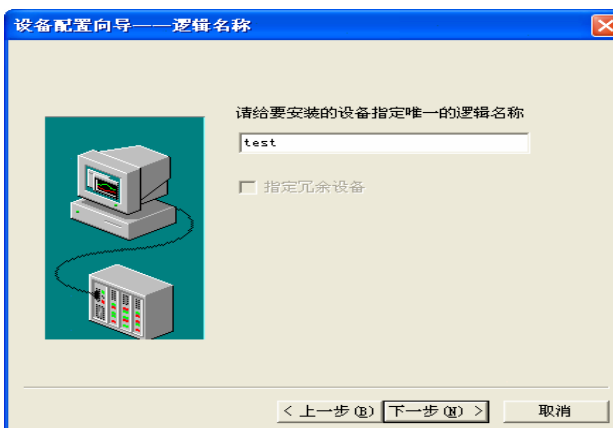 设备配置向导——逻辑名称
请给要安装的设备指定唯一的逻辑名称
test
指定冗余设备
< 上一步(B) 下一步(N) > 取消